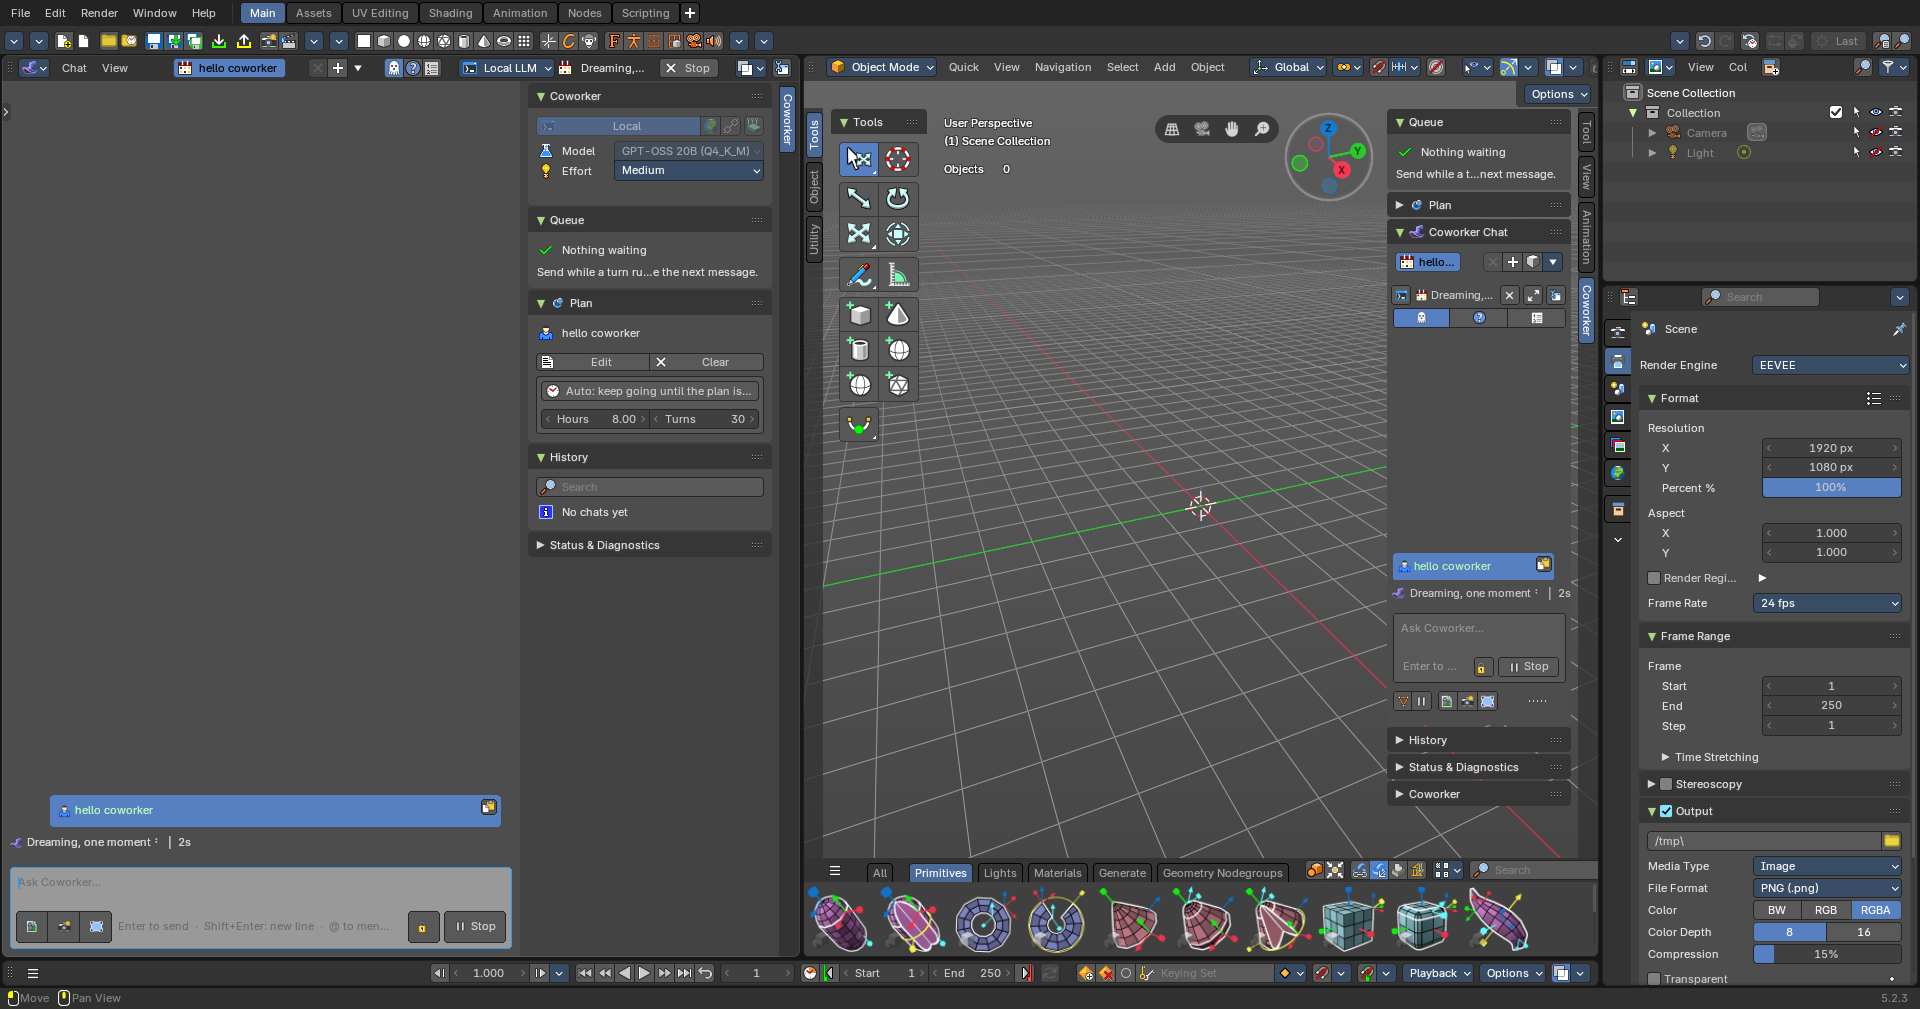 File Edit Render Window Help Main Assets UV Editing Shading Animation Nodes Scripting
Last
Chat View hello coworker Local LLM Dreaming,... Stop
Object Mode Quick View Navigation Select Add Object Global
View Col
Options
Coworker
Local
Model GPT-OSS 20B (Q4_K_M)
Effort Medium
Queue
Nothing waiting
Send while a turn ru...e the next message.
Plan
hello coworker
Edit Clear
Auto: keep going until the plan is...
Hours 8.00 Turns 30
History
Search
No chats yet
Status & Diagnostics
Coworker
hello coworker
Dreaming, one moment 2s
Ask Coworker...
Enter to send · Shift+Enter: new line · @ to men...
Stop
Tools
Object
Utility
Tools
User Perspective
(1) Scene Collection
Objects 0
Z
Y
X
Queue
Nothing waiting
Send while a t...next message.
Plan
Coworker Chat
hello...
Dreaming,...
hello coworker
Dreaming, one moment 2s
Ask Coworker...
Enter to ... Stop
History
Status & Diagnostics
Coworker
Tool
View
Animation
Coworker
All Primitives Lights Materials Generate Geometry Nodegroups Search
Scene Collection
Collection
Camera
Light
Search
Scene
Render Engine EEVEE
Format
Resolution
X 1920 px
Y 1080 px
Percent % 100%
Aspect
X 1.000
Y 1.000
Render Regi...
Frame Rate 24 fps
Frame Range
Frame
Start 1
End 250
Step 1
Time Stretching
Stereoscopy
Output
/tmp\
Media Type Image
File Format PNG (.png)
Color BW RGB RGBA
Color Depth 8 16
Compression 15%
Transparent
1.000 1 Start 1 End 250 Keying Set Playback Options
Move Pan View
5.2.3